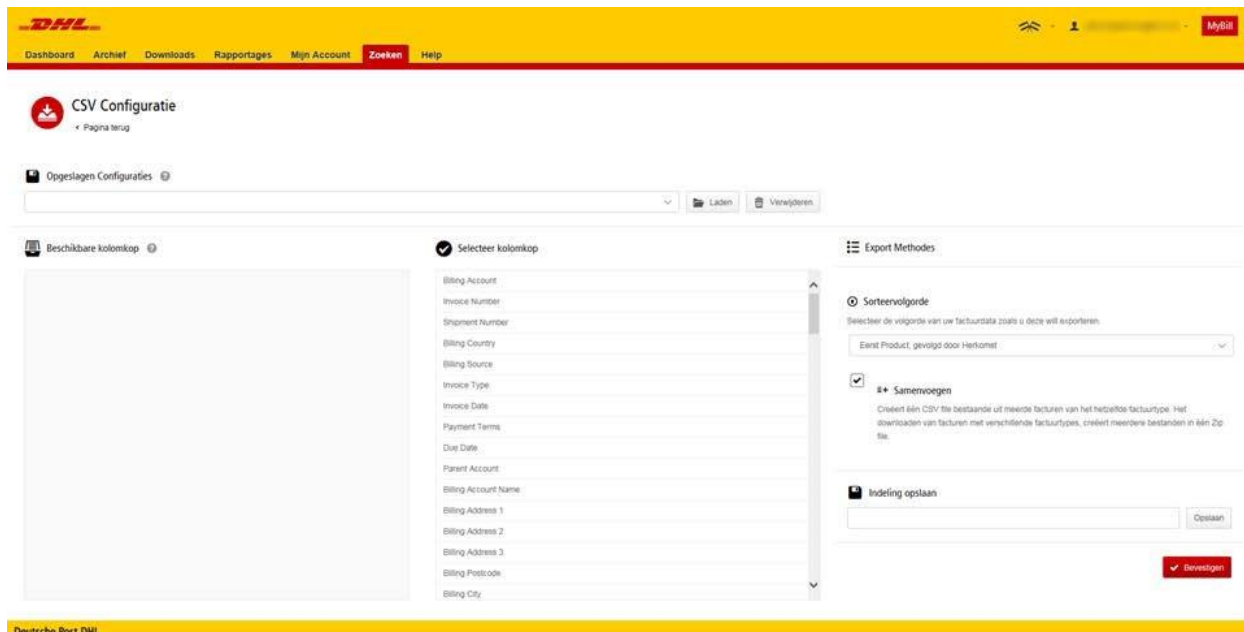 DHL
MyBill
Dashboard Archief Downloads Rapportages Mijn Account Zoeken Help
CSV Configuratie
Pagina terug
Opgeslagen Configuraties
Laden Verwijderen
Beschikbare kolomkop
Selecteer kolomkop
Billing Account
Invoice Number
Shipment Number
Billing Country
Billing Source
Invoice Type
Invoice Date
Payment Terms
Due Date
Parent Account
Billing Account Name
Billing Address 1
Billing Address 2
Billing Address 3
Billing Postcode
Billing City
Export Methodes
Sorteervolgorde
Selecteer de volgorde van uw factuurdata zoals u deze will exporteren.
Eerst Product, gevolgd door Herkomst
Samenvoegen
Creëert één CSV file bestaande uit meerde facturen van het hetzelfde factuurtype. Het
downloaden van facturen met verschillende factuurtypes, creëert meerdere bestanden in één Zip
file.
Indeling opslaan
Opslaan
Bevestigen
Deutsche Post DHL